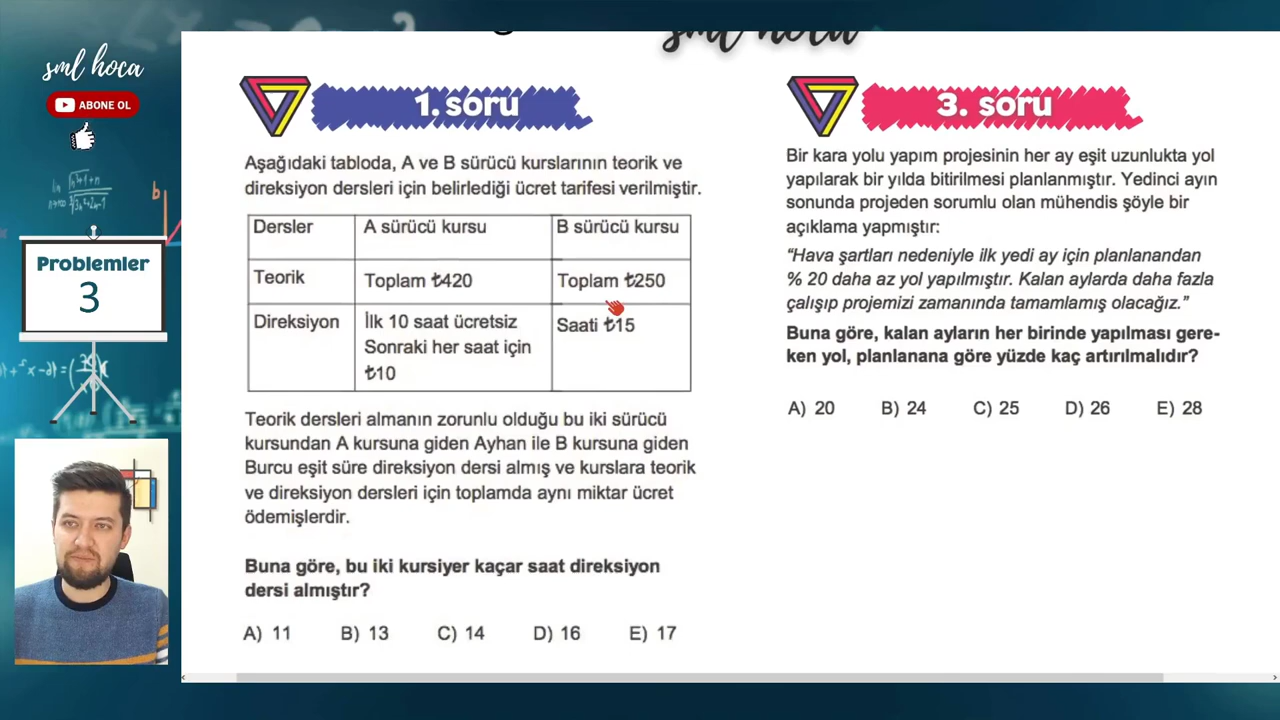 sml hoca
sml hoca
ABONE OL
Problemler
3
1. soru
Aşağıdaki tabloda, A ve B sürücü kurslarının teorik ve
direksiyon dersleri için belirlediği ücret tarifesi verilmiştir.
Dersler A sürücü kursu B sürücü kursu
Teorik Toplam ₺420 Toplam ₺250
Direksiyon İlk 10 saat ücretsiz Saati ₺15
Sonraki her saat için
₺10
Teorik dersleri almanın zorunlu olduğu bu iki sürücü
kursundan A kursuna giden Ayhan ile B kursuna giden
Burcu eşit süre direksiyon dersi almış ve kurslara teorik
ve direksiyon dersleri için toplamda aynı miktar ücret
ödemişlerdir.
Buna göre, bu iki kursiyer kaçar saat direksiyon
dersi almıştır?
A) 11 B) 13 C) 14 D) 16 E) 17
3. soru
Bir kara yolu yapım projesinin her ay eşit uzunlukta yol
yapılarak bir yılda bitirilmesi planlanmıştır. Yedinci ayın
sonunda projeden sorumlu olan mühendis şöyle bir
açıklama yapmıştır:
“Hava şartları nedeniyle ilk yedi ay için planlanandan
% 20 daha az yol yapılmıştır. Kalan aylarda daha fazla
çalışıp projemizi zamanında tamamlamış olacağız.”
Buna göre, kalan ayların her birinde yapılması gere-
ken yol, planlanana göre yüzde kaç artırılmalıdır?
A) 20 B) 24 C) 25 D) 26 E) 28